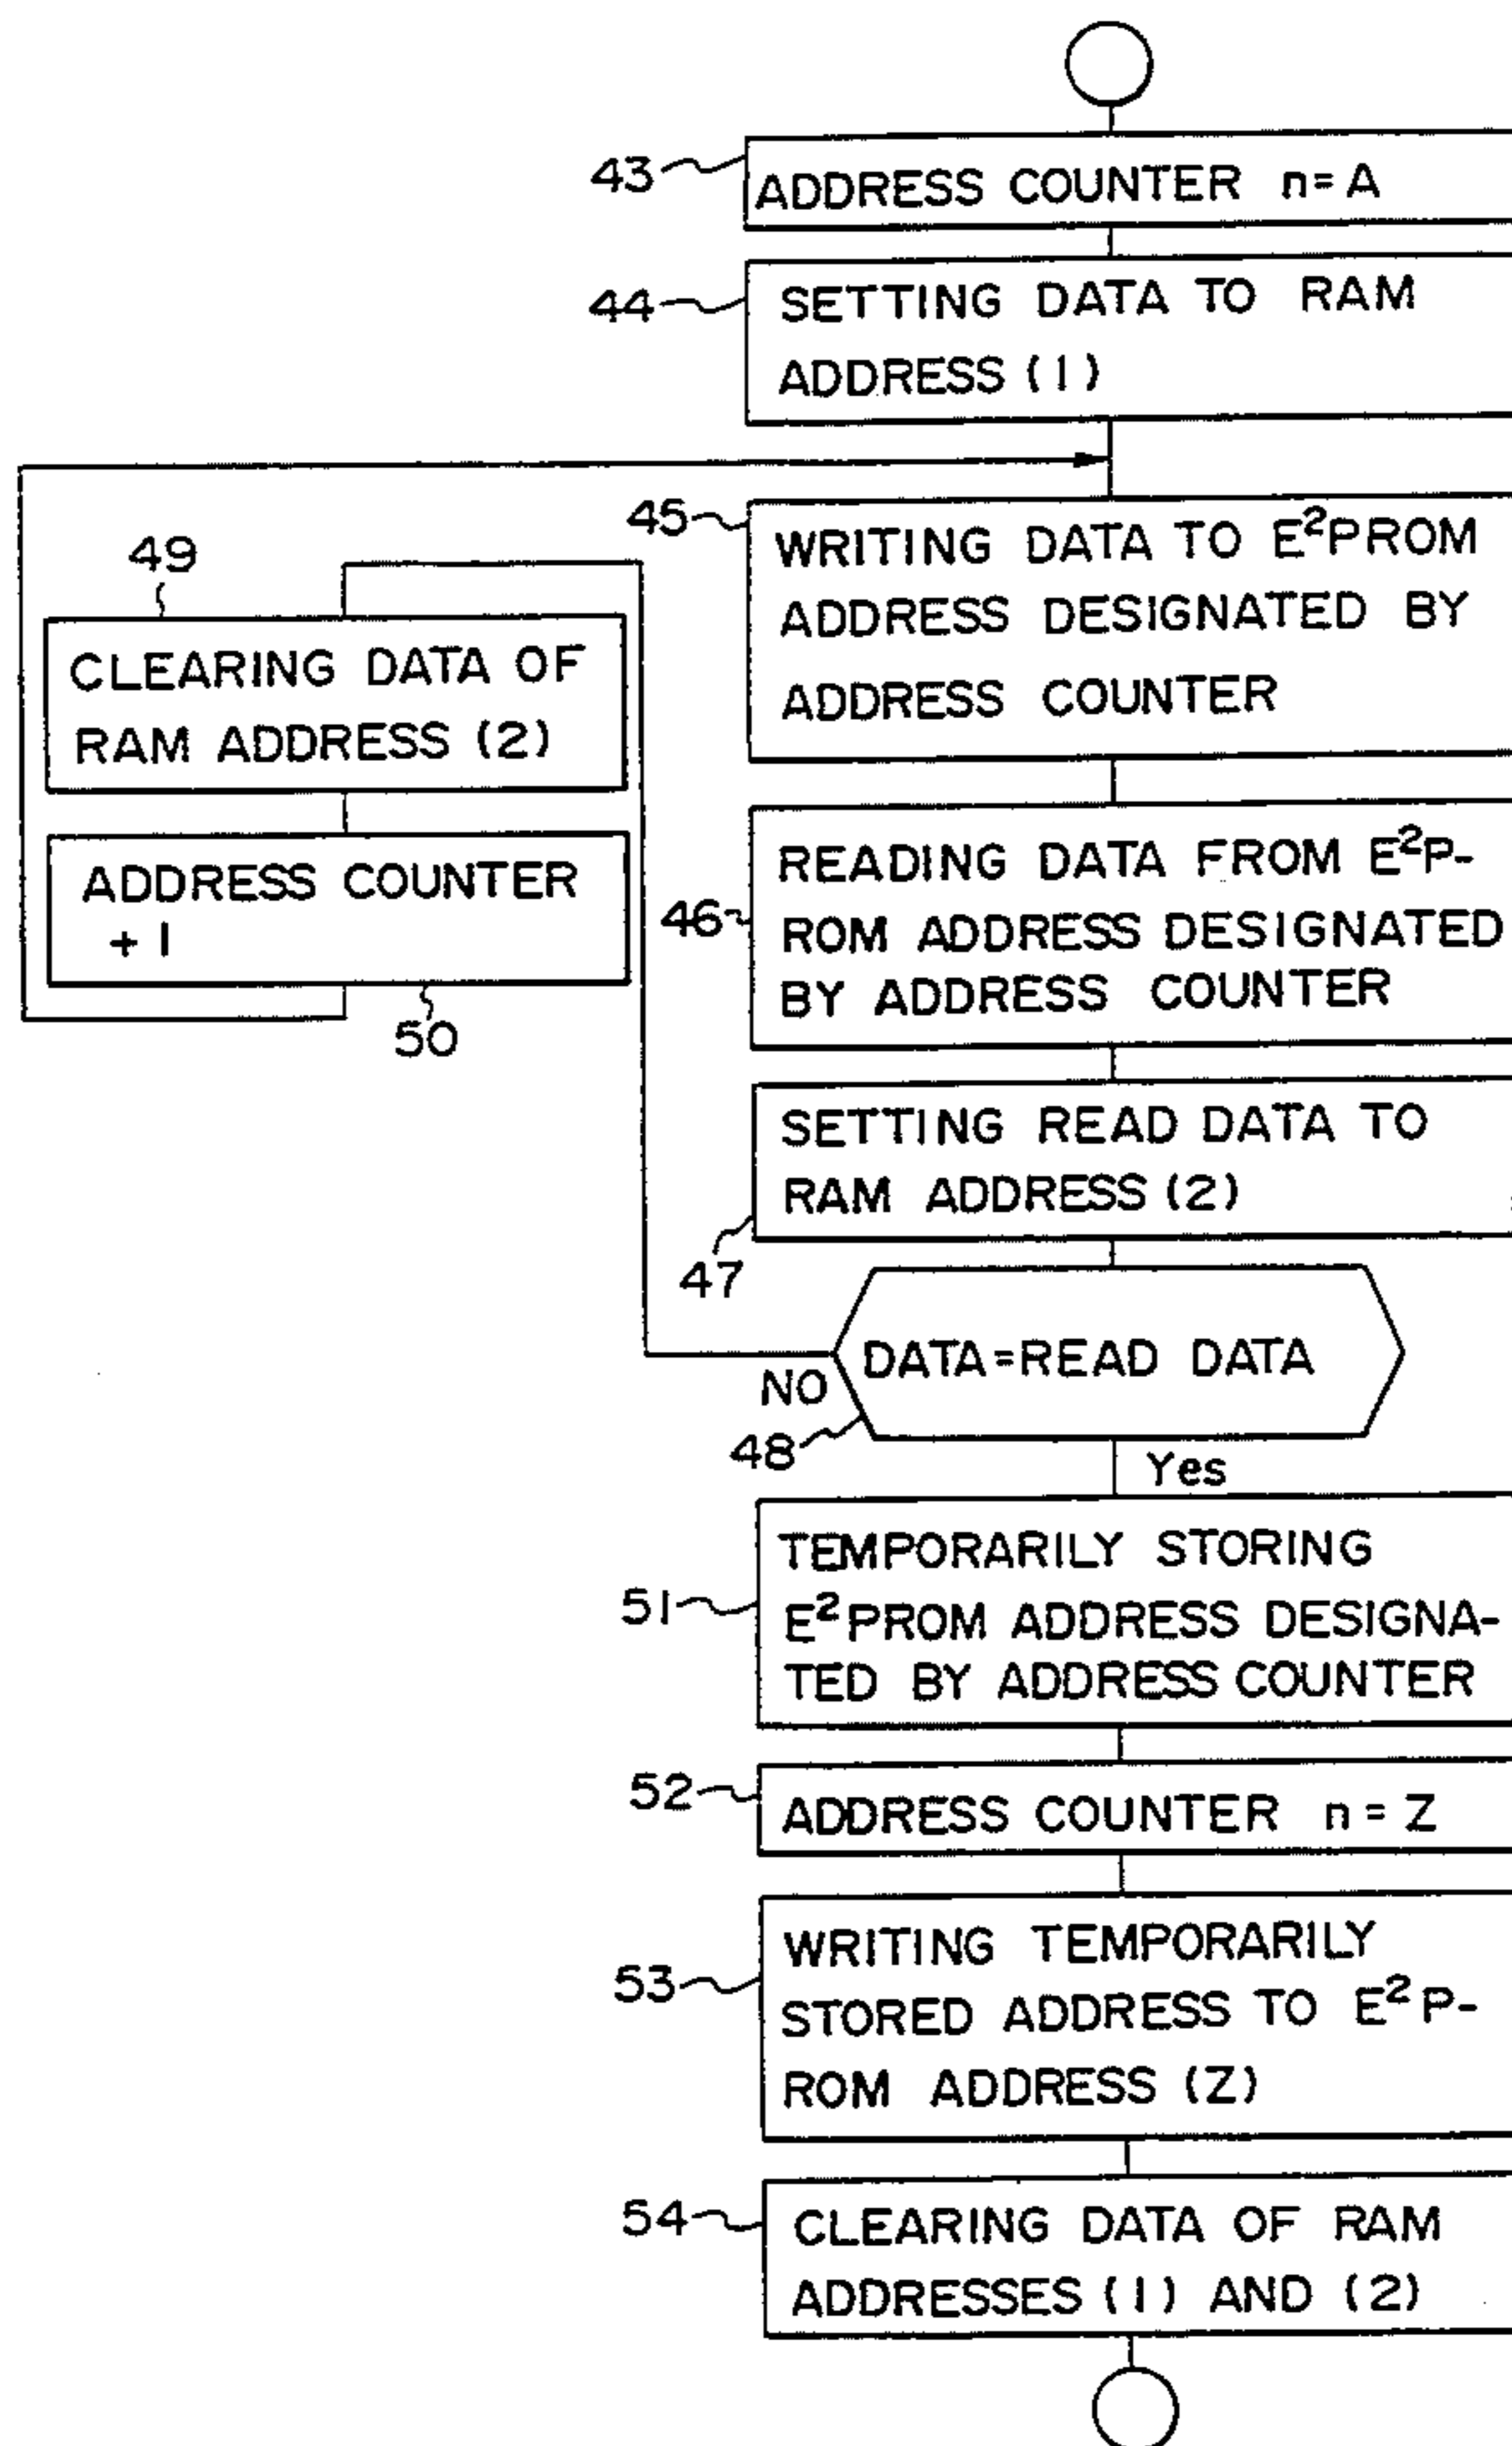 43
ADDRESS COUNTER n=A
44
SETTING DATA TO RAM
ADDRESS (1)
45
WRITING DATA TO E²PROM
ADDRESS DESIGNATED BY
ADDRESS COUNTER
49
CLEARING DATA OF
RAM ADDRESS (2)
ADDRESS COUNTER
+1
50
46
READING DATA FROM E²P-
ROM ADDRESS DESIGNATED
BY ADDRESS COUNTER
SETTING READ DATA TO
RAM ADDRESS (2)
47
DATA=READ DATA
NO
48
Yes
51
TEMPORARILY STORING
E²PROM ADDRESS DESIGNA-
TED BY ADDRESS COUNTER
52
ADDRESS COUNTER n=Z
53
WRITING TEMPORARILY
STORED ADDRESS TO E²P-
ROM ADDRESS (Z)
54
CLEARING DATA OF RAM
ADDRESSES (1) AND (2)